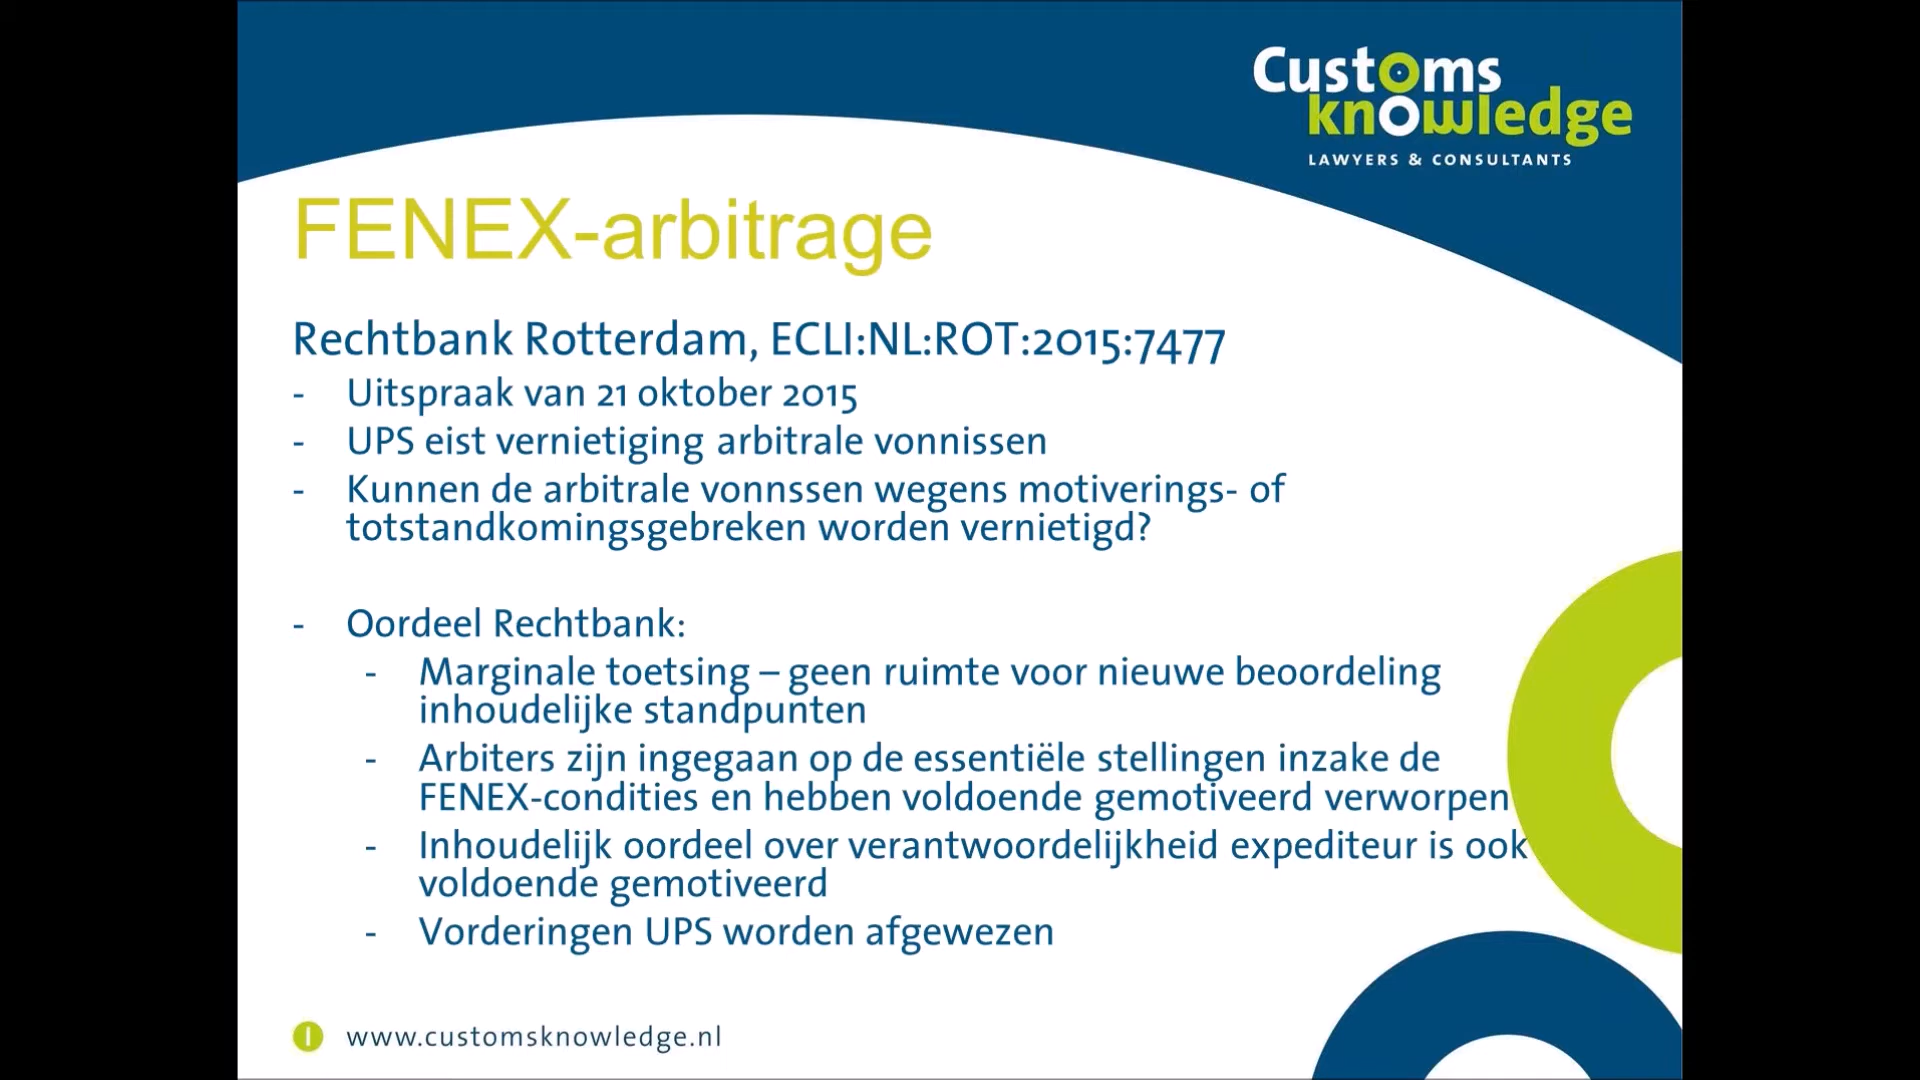 Customs
knowledge
LAWYERS & CONSULTANTS
FENEX-arbitrage
Rechtbank Rotterdam, ECLI:NL:ROT:2015:7477
- Uitspraak van 21 oktober 2015
- UPS eist vernietiging arbitrale vonnissen
- Kunnen de arbitrale vonnssen wegens motiverings- of
totstandkomingsgebreken worden vernietigd?
- Oordeel Rechtbank:
- Marginale toetsing – geen ruimte voor nieuwe beoordeling
inhoudelijke standpunten
- Arbiters zijn ingegaan op de essentiële stellingen inzake de
FENEX-condities en hebben voldoende gemotiveerd verworpen
- Inhoudelijk oordeel over verantwoordelijkheid expediteur is ook
voldoende gemotiveerd
- Vorderingen UPS worden afgewezen
www.customsknowledge.nl